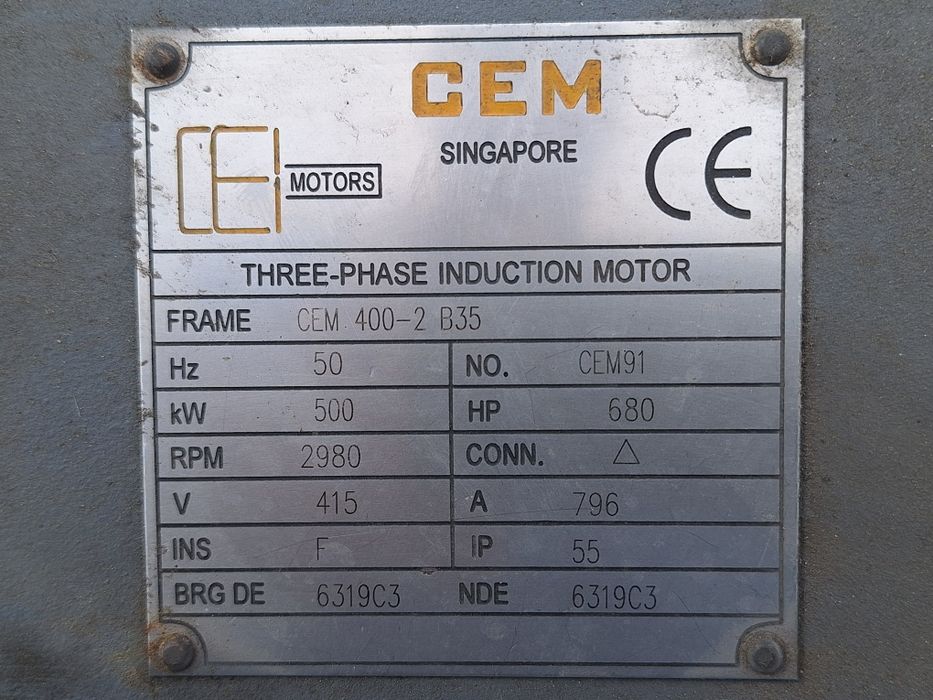 CEM
SINGAPORE
CEM MOTORS
CE
THREE-PHASE INDUCTION MOTOR
FRAME CEM 400-2 B35
Hz 50 NO. CEM91
kW 500 HP 680
RPM 2980 CONN. △
V 415 A 796
INS F IP 55
BRG DE 6319C3 NDE 6319C3